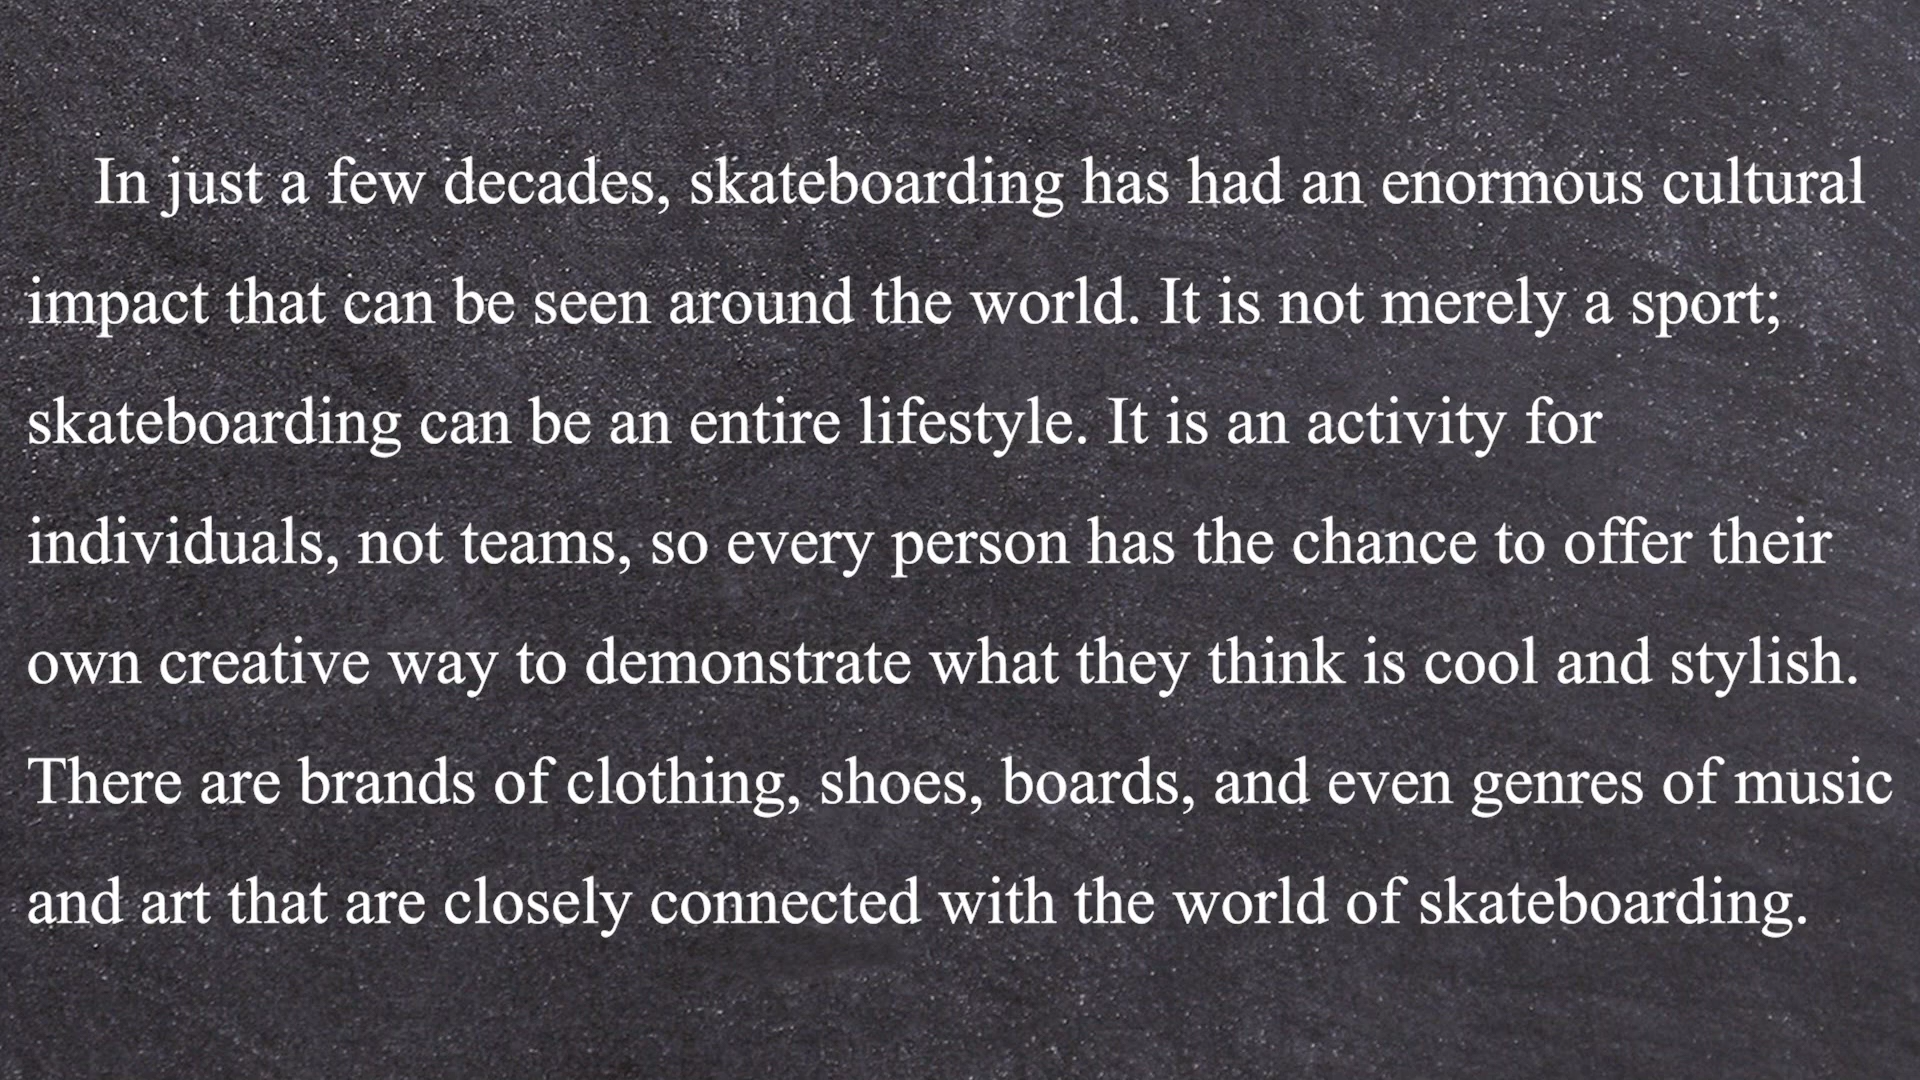 In just a few decades, skateboarding has had an enormous cultural
impact that can be seen around the world. It is not merely a sport;
skateboarding can be an entire lifestyle. It is an activity for
individuals, not teams, so every person has the chance to offer their
own creative way to demonstrate what they think is cool and stylish.
There are brands of clothing, shoes, boards, and even genres of music
and art that are closely connected with the world of skateboarding.